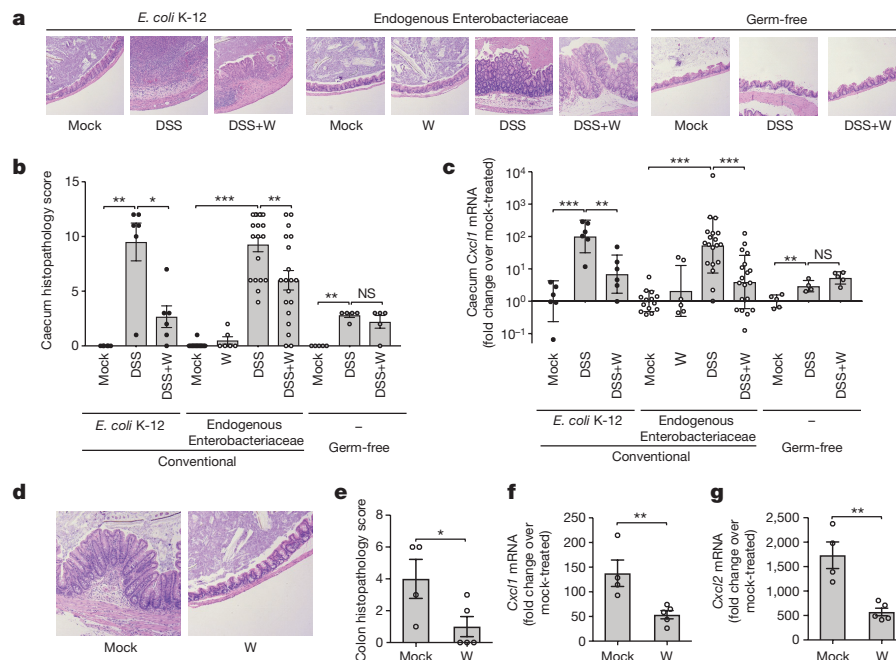 a
E. coli K-12
Endogenous Enterobacteriaceae
Germ-free
Mock DSS DSS+W Mock W DSS DSS+W Mock DSS DSS+W
b
Caecum histopathology score
15
10
5
0
** * *** ** ** NS
Mock DSS DSS+W Mock W DSS DSS+W Mock DSS DSS+W
E. coli K-12 Endogenous –
Enterobacteriaceae Germ-free
Conventional
c
Caecum Cxcl1 mRNA
(fold change over mock-treated)
10⁴
10³
10²
10¹
10⁰
10⁻¹
*** ** *** *** ** NS
Mock DSS DSS+W Mock W DSS DSS+W Mock DSS DSS+W
E. coli K-12 Endogenous –
Enterobacteriaceae Germ-free
Conventional
d
Mock W
e
Colon histopathology score
8
6
4
2
0
*
Mock W
f
Cxcl1 mRNA
(fold change over
mock-treated)
250
200
150
100
50
0
**
Mock W
g
Cxcl2 mRNA
(fold change over
mock-treated)
2,500
2,000
1,500
1,000
500
0
**
Mock W